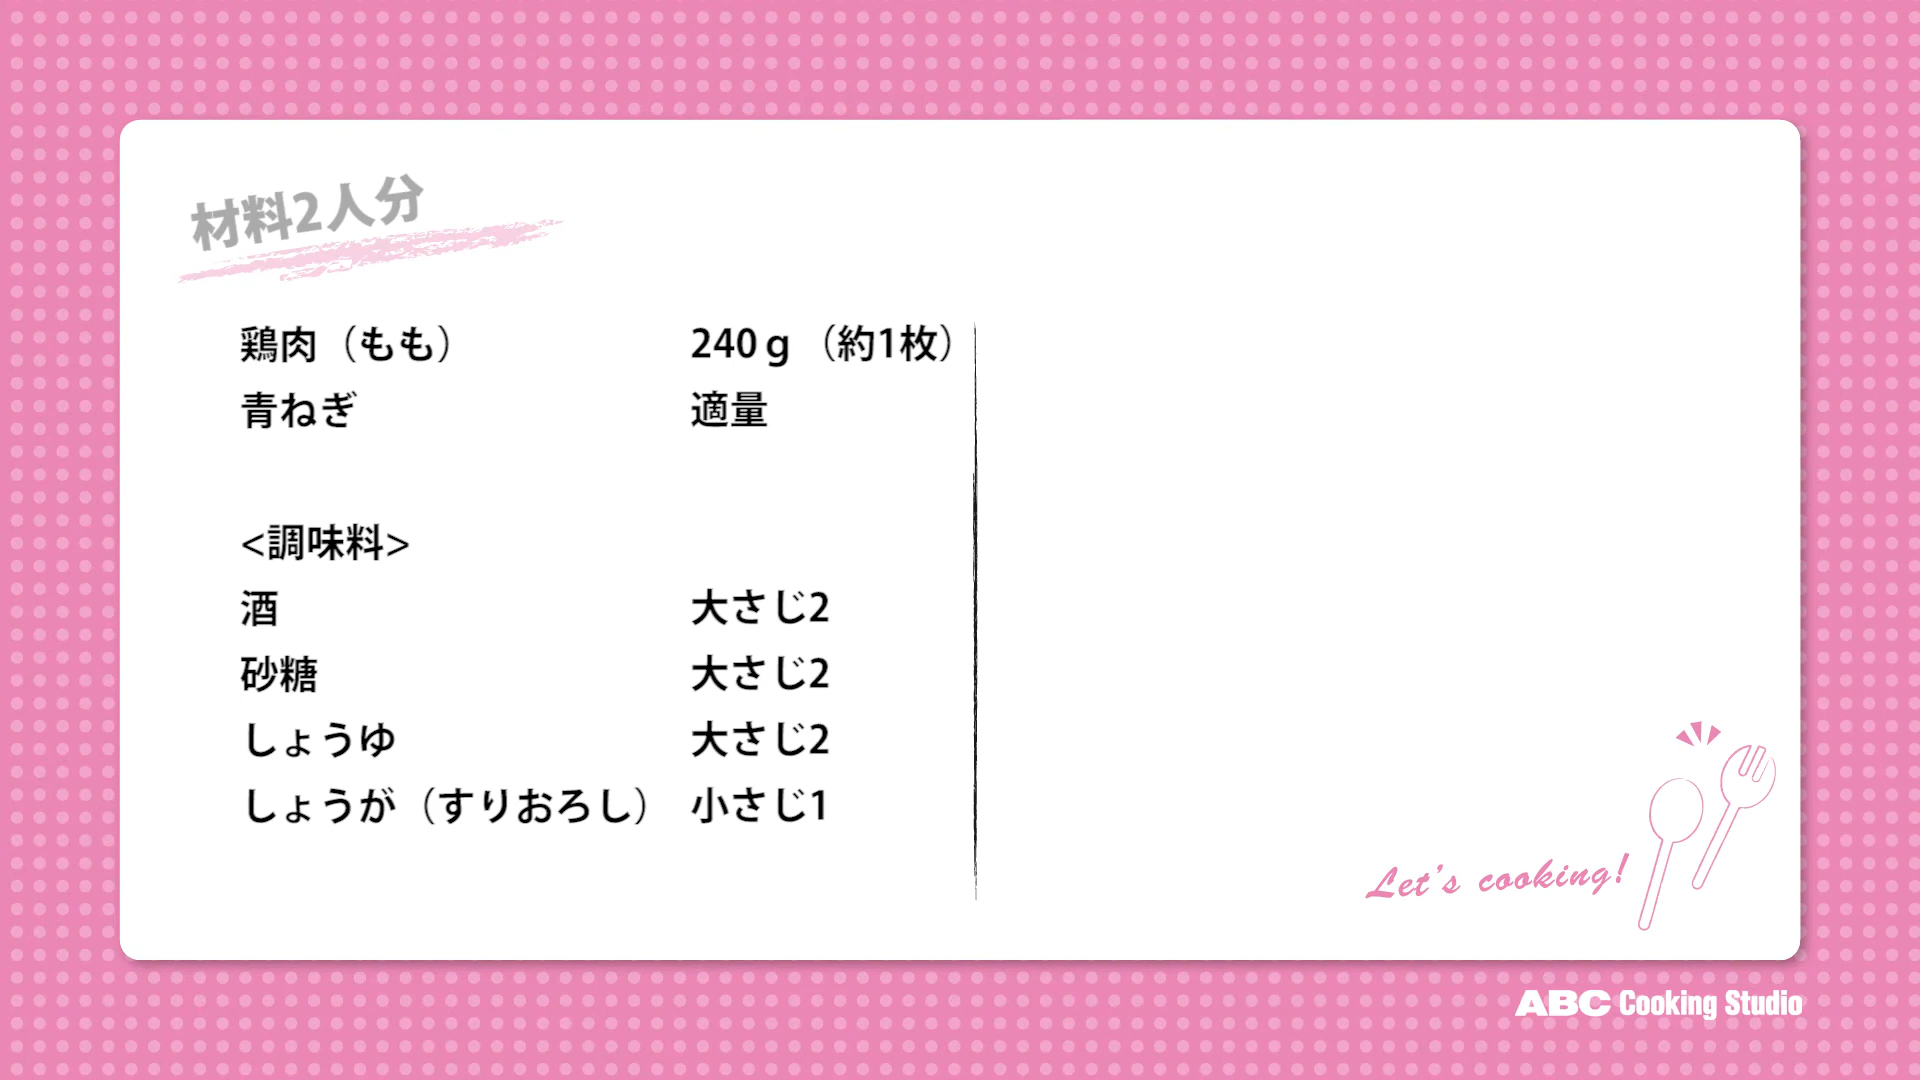 材料2人分
鶏肉（もも） 240g（約1枚）
青ねぎ 適量
<調味料>
酒 大さじ2
砂糖 大さじ2
しょうゆ 大さじ2
しょうが（すりおろし） 小さじ1
Let's cooking!
ABC Cooking Studio